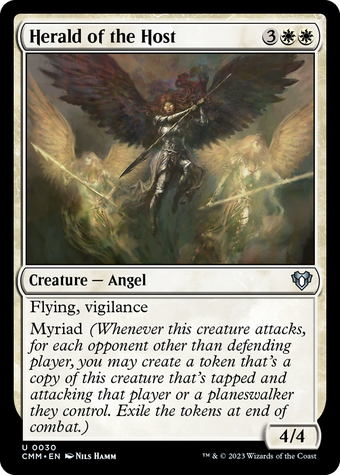 Herald of the Host 3
Creature — Angel
Flying, vigilance
Myriad (Whenever this creature attacks,
for each opponent other than defending
player, you may create a token that's a
copy of this creature that's tapped and
attacking that player or a planeswalker
they control. Exile the tokens at end of
combat.)
4/4
U 0030
CMM • EN NILS HAMM
™ & © 2023 Wizards of the Coast